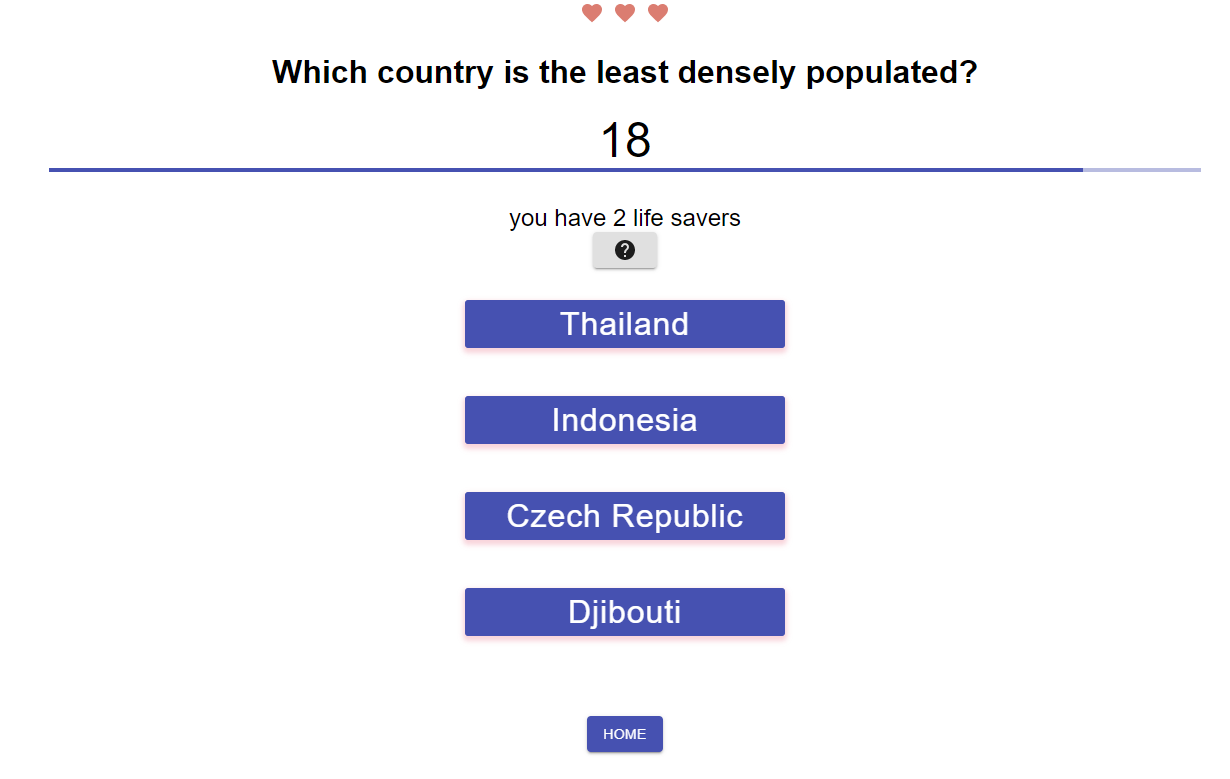 Which country is the least densely populated?
18
you have 2 life savers
?
Thailand
Indonesia
Czech Republic
Djibouti
HOME